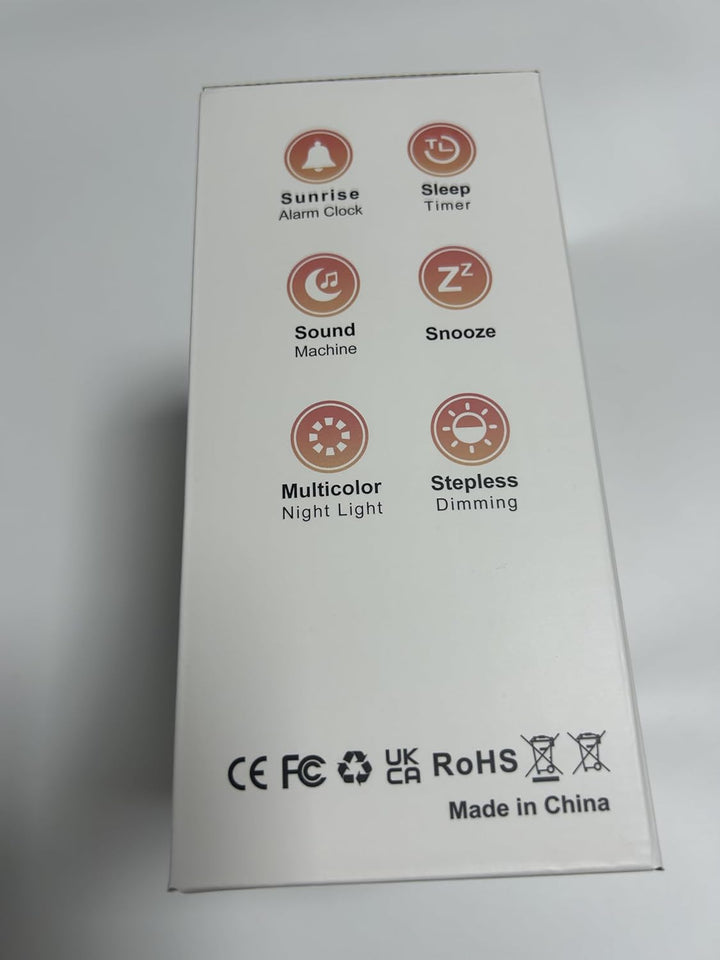 Sunrise
Alarm Clock
Sleep
Timer
Sound
Machine
Zz
Snooze
Multicolor
Night Light
Stepless
Dimming
CE FC UK CA RoHS
Made in China